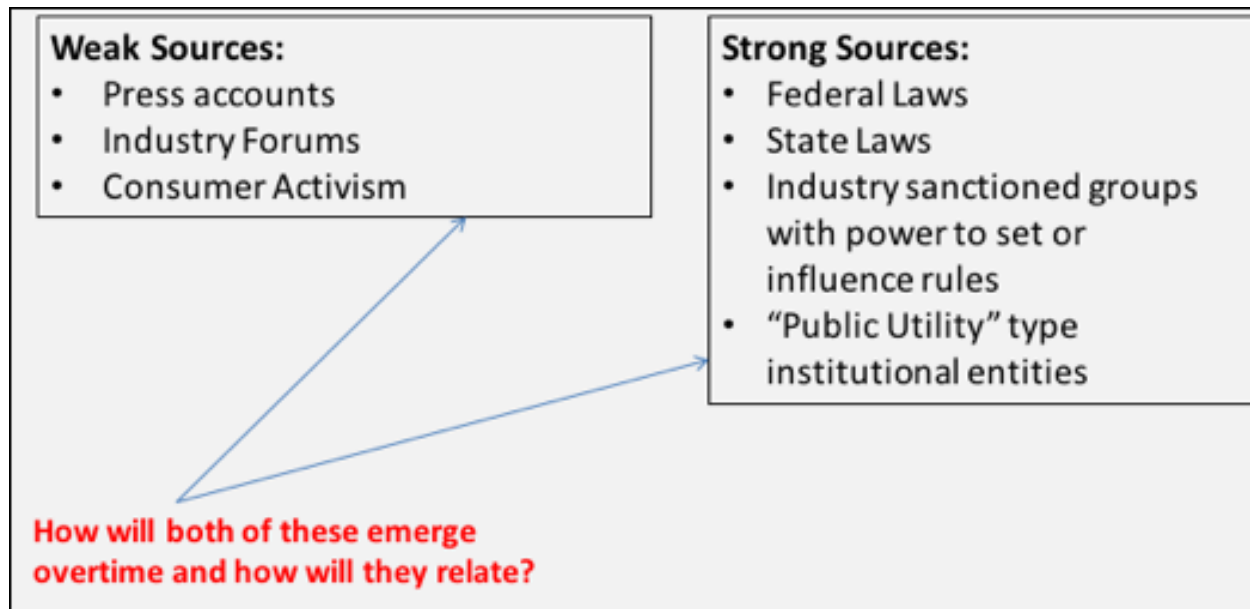 Weak Sources:
• Press accounts
• Industry Forums
• Consumer Activism
Strong Sources:
• Federal Laws
• State Laws
• Industry sanctioned groups
with power to set or
influence rules
• “Public Utility” type
institutional entities
How will both of these emerge
overtime and how will they relate?